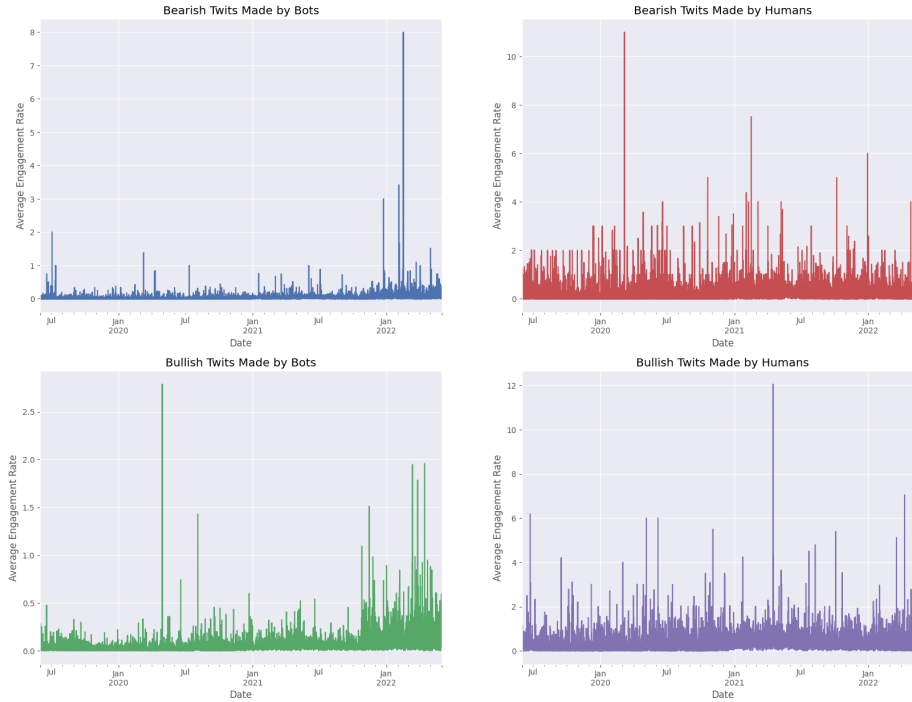 Bearish Twits Made by Bots
Average Engagement Rate
8
7
6
5
4
3
2
1
0
Jul
Jan
2020
Jul
Jan
2021
Jul
Jan
2022
Date
Bearish Twits Made by Humans
Average Engagement Rate
10
8
6
4
2
0
Jul
Jan
2020
Jul
Jan
2021
Jul
Jan
2022
Date
Bullish Twits Made by Bots
Average Engagement Rate
2.5
2.0
1.5
1.0
0.5
0.0
Jul
Jan
2020
Jul
Jan
2021
Jul
Jan
2022
Date
Bullish Twits Made by Humans
Average Engagement Rate
12
10
8
6
4
2
0
Jul
Jan
2020
Jul
Jan
2021
Jul
Jan
2022
Date